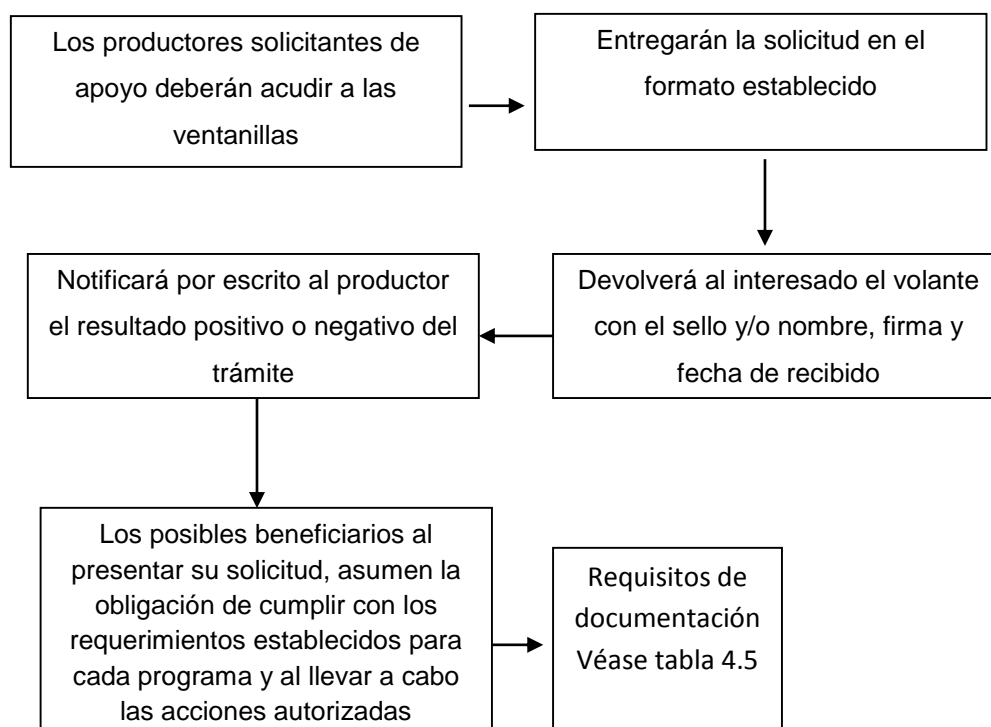 Los productores solicitantes de
apoyo deberán acudir a las
ventanillas
Entregarán la solicitud en el
formato establecido
Devolverá al interesado el volante
con el sello y/o nombre, firma y
fecha de recibido
Notificará por escrito al productor
el resultado positivo o negativo del
trámite
Los posibles beneficiarios al
presentar su solicitud, asumen la
obligación de cumplir con los
requerimientos establecidos para
cada programa y al llevar a cabo
las acciones autorizadas
Requisitos de
documentación
Véase tabla 4.5